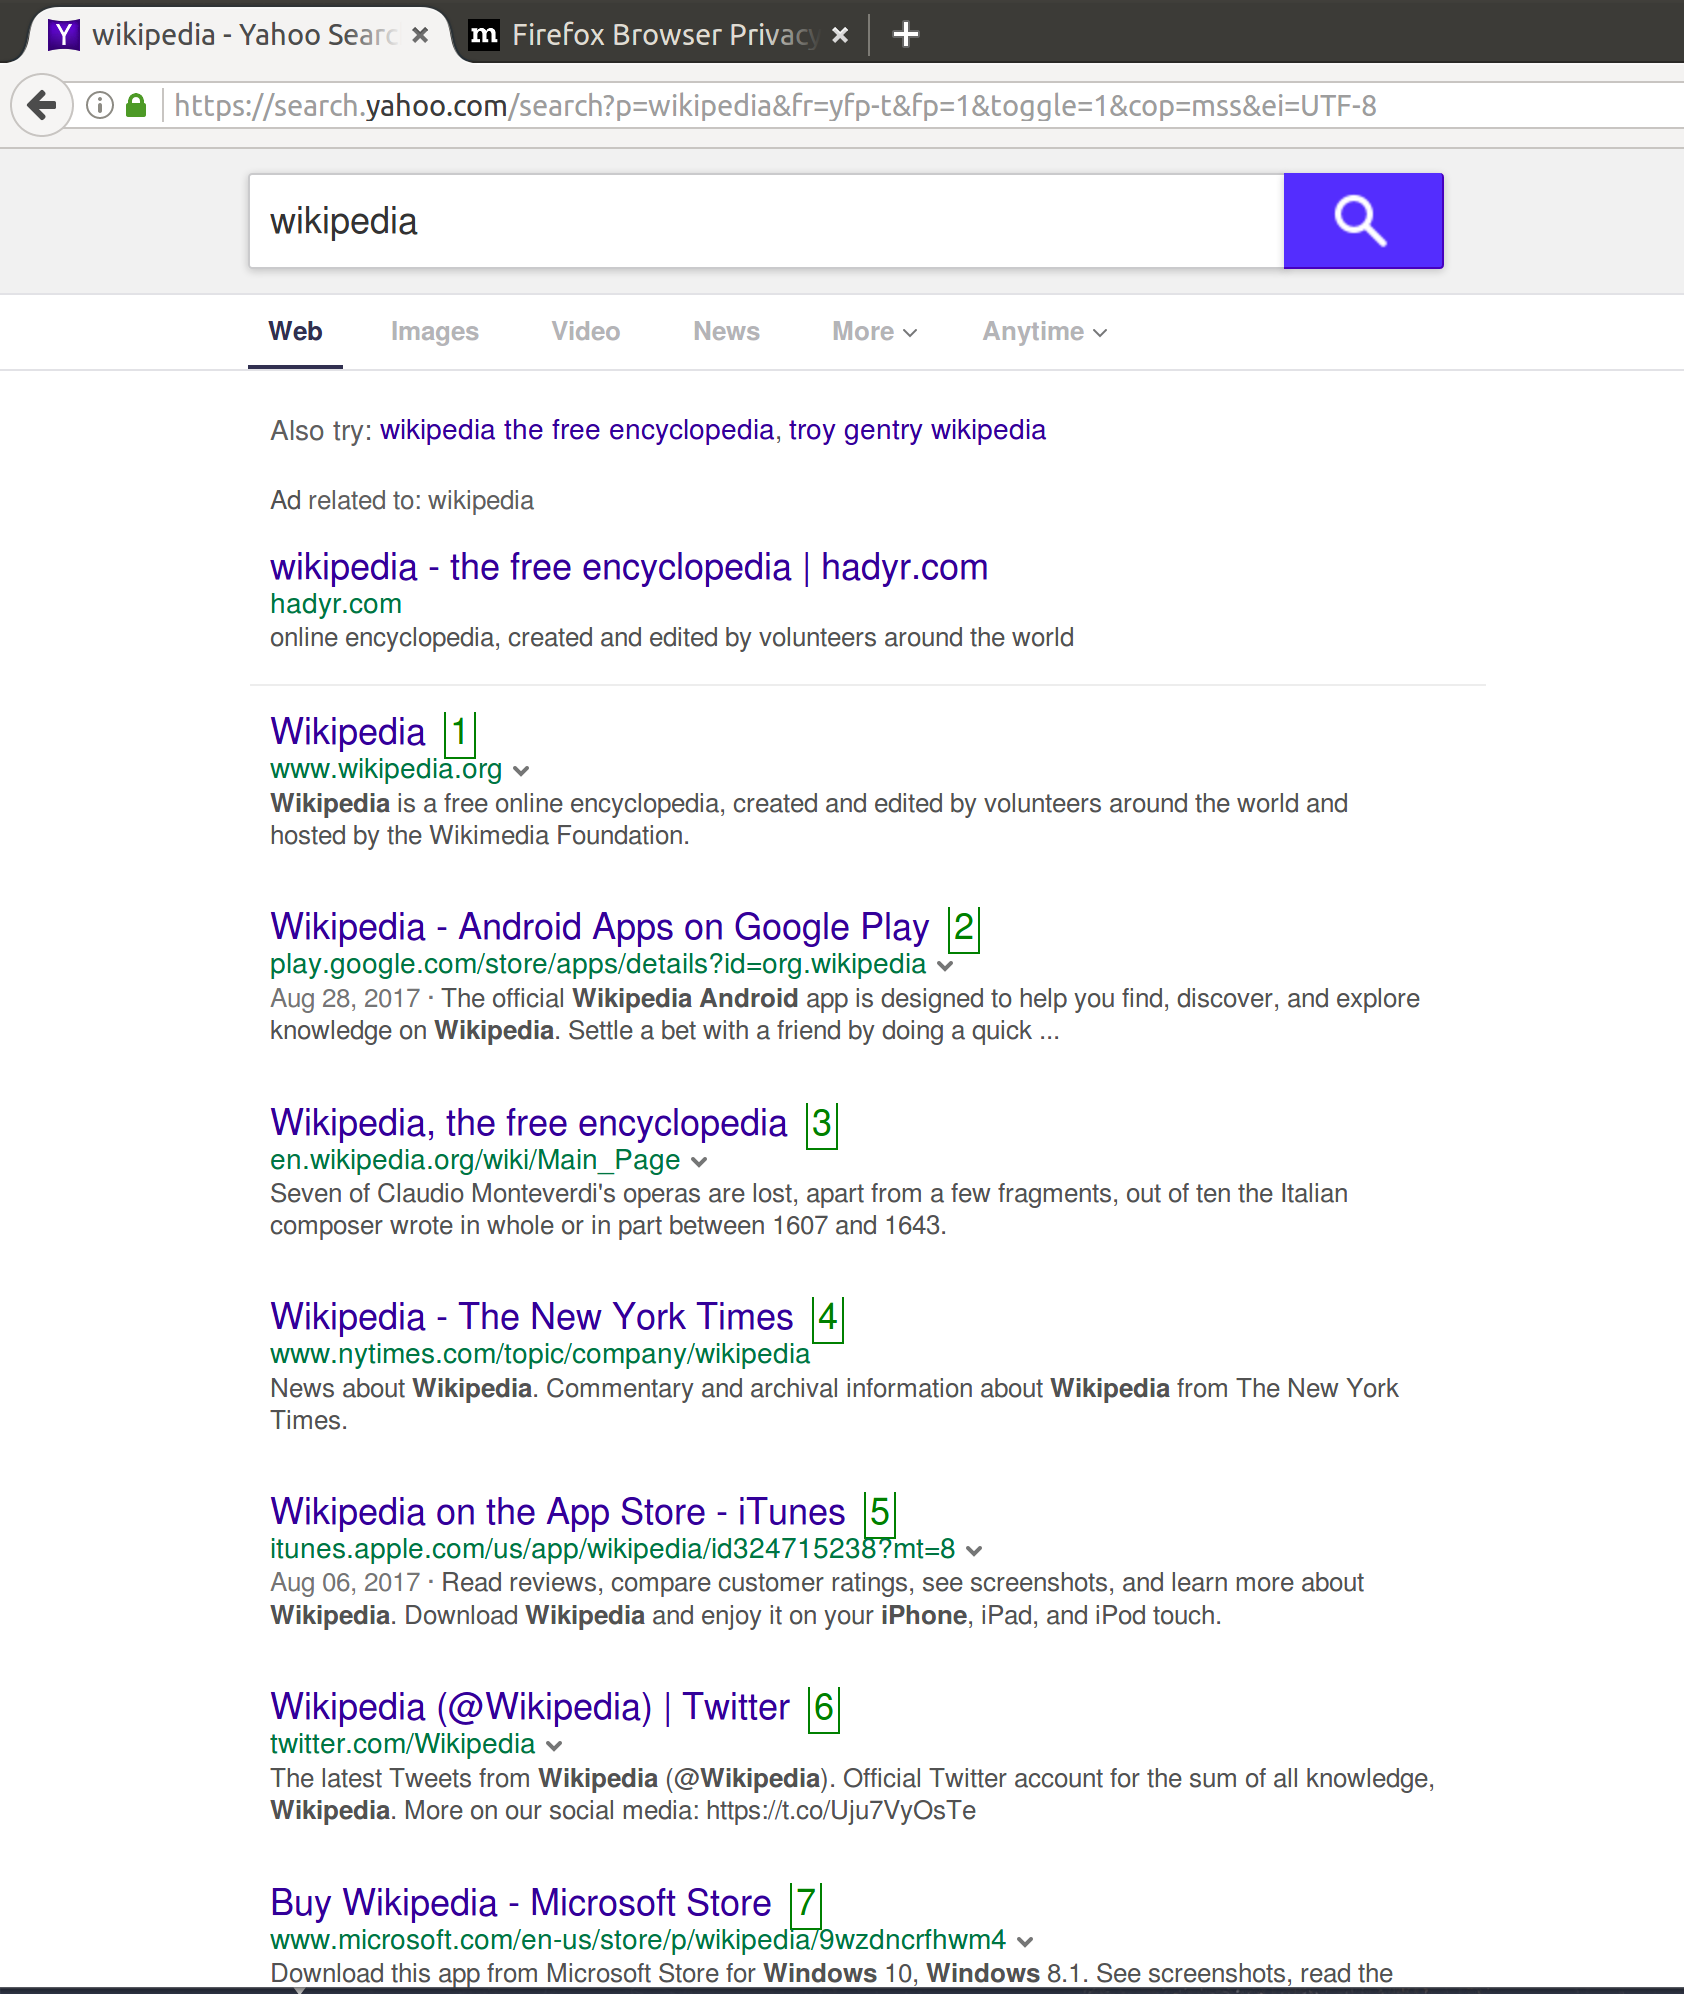 wikipedia - Yahoo Searc
Firefox Browser Privacy
https://search.yahoo.com/search?p=wikipedia&fr=yfp-t&fp=1&toggle=1&cop=mss&ei=UTF-8
wikipedia
Web Images Video News More Anytime
Also try: wikipedia the free encyclopedia, troy gentry wikipedia
Ad related to: wikipedia
wikipedia - the free encyclopedia | hadyr.com
hadyr.com
online encyclopedia, created and edited by volunteers around the world
Wikipedia 1
www.wikipedia.org
Wikipedia is a free online encyclopedia, created and edited by volunteers around the world and
hosted by the Wikimedia Foundation.
Wikipedia - Android Apps on Google Play 2
play.google.com/store/apps/details?id=org.wikipedia
Aug 28, 2017 · The official Wikipedia Android app is designed to help you find, discover, and explore
knowledge on Wikipedia. Settle a bet with a friend by doing a quick ...
Wikipedia, the free encyclopedia 3
en.wikipedia.org/wiki/Main_Page
Seven of Claudio Monteverdi's operas are lost, apart from a few fragments, out of ten the Italian
composer wrote in whole or in part between 1607 and 1643.
Wikipedia - The New York Times 4
www.nytimes.com/topic/company/wikipedia
News about Wikipedia. Commentary and archival information about Wikipedia from The New York
Times.
Wikipedia on the App Store - iTunes 5
itunes.apple.com/us/app/wikipedia/id324715238?mt=8
Aug 06, 2017 · Read reviews, compare customer ratings, see screenshots, and learn more about
Wikipedia. Download Wikipedia and enjoy it on your iPhone, iPad, and iPod touch.
Wikipedia (@Wikipedia) | Twitter 6
twitter.com/Wikipedia
The latest Tweets from Wikipedia (@Wikipedia). Official Twitter account for the sum of all knowledge,
Wikipedia. More on our social media: https://t.co/Uju7VyOsTe
Buy Wikipedia - Microsoft Store 7
www.microsoft.com/en-us/store/p/wikipedia/9wzdncrfhwm4
Download this app from Microsoft Store for Windows 10, Windows 8.1. See screenshots, read the